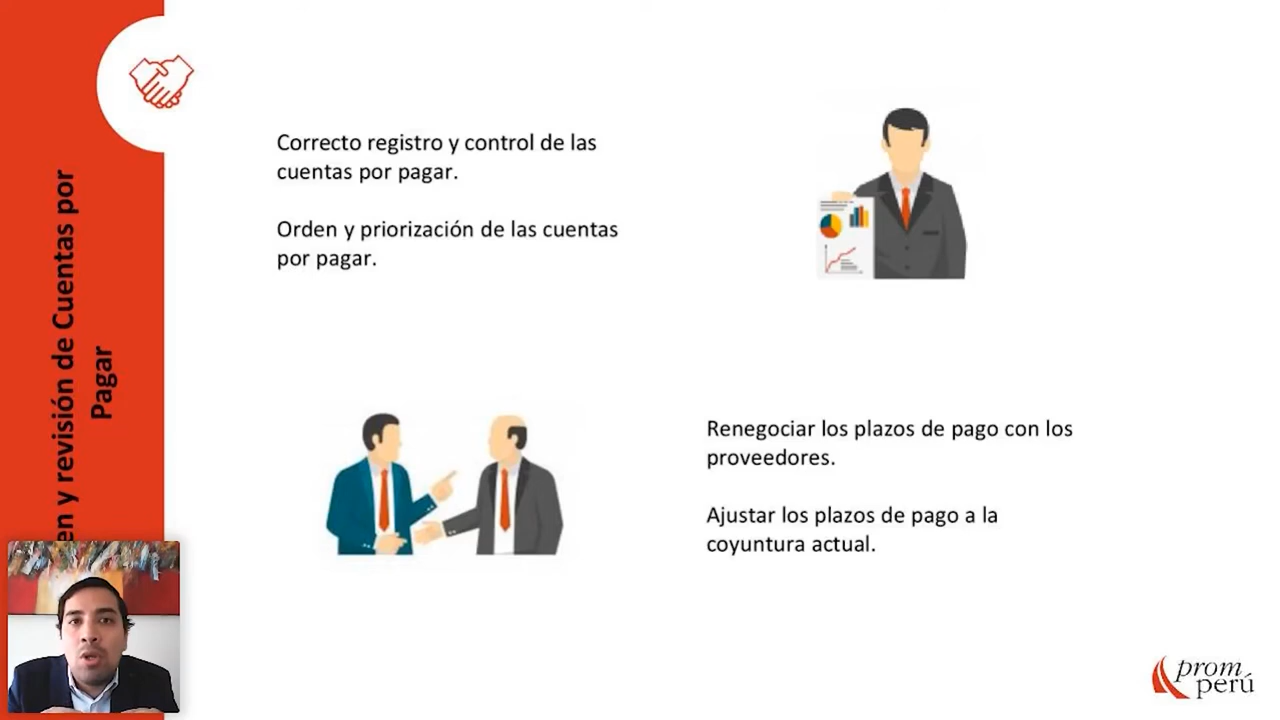 en y revisión de Cuentas por
Pagar
Correcto registro y control de las
cuentas por pagar.
Orden y priorización de las cuentas
por pagar.
Renegociar los plazos de pago con los
proveedores.
Ajustar los plazos de pago a la
coyuntura actual.
prom
perú